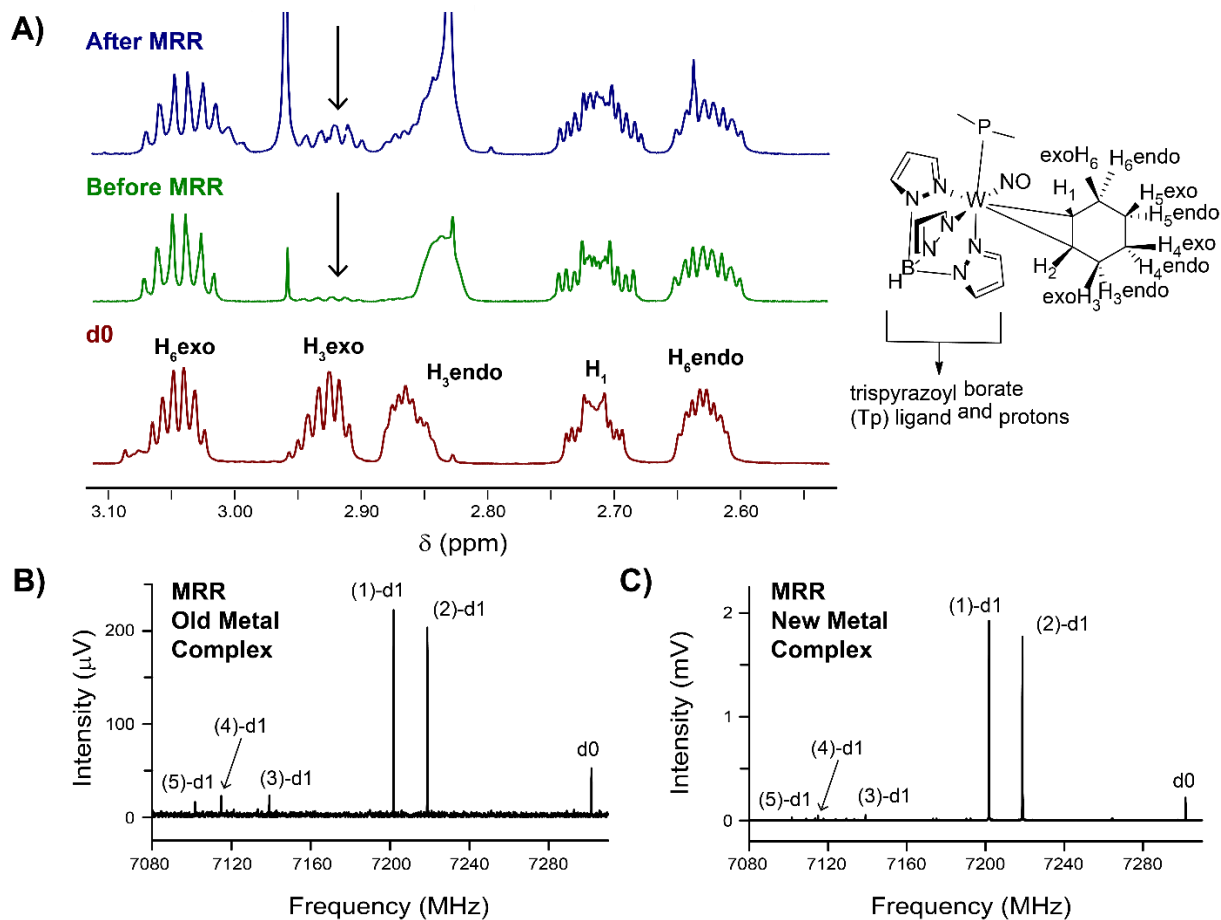 A)
After MRR
Before MRR
d0
H6exo
H3exo
H3endo
H1
H6endo
3.10 3.00 2.90 2.80 2.70 2.60
δ (ppm)
P
exoH6
H6endo
H1
NO
H5exo
H5endo
W
N
N
N
N
N
N
H4exo
H4endo
H2
H B
exoH3
H3endo
trispyrazoyl borate
(Tp) ligand and protons
B)
MRR
Old Metal
Complex
(1)-d1
(2)-d1
(4)-d1
(5)-d1
(3)-d1
d0
Intensity (μV)
200
100
0
7080 7120 7160 7200 7240 7280
Frequency (MHz)
C)
MRR
New Metal
Complex
(1)-d1
(2)-d1
(4)-d1
(5)-d1
(3)-d1
d0
Intensity (mV)
2
1
0
7080 7120 7160 7200 7240 7280
Frequency (MHz)